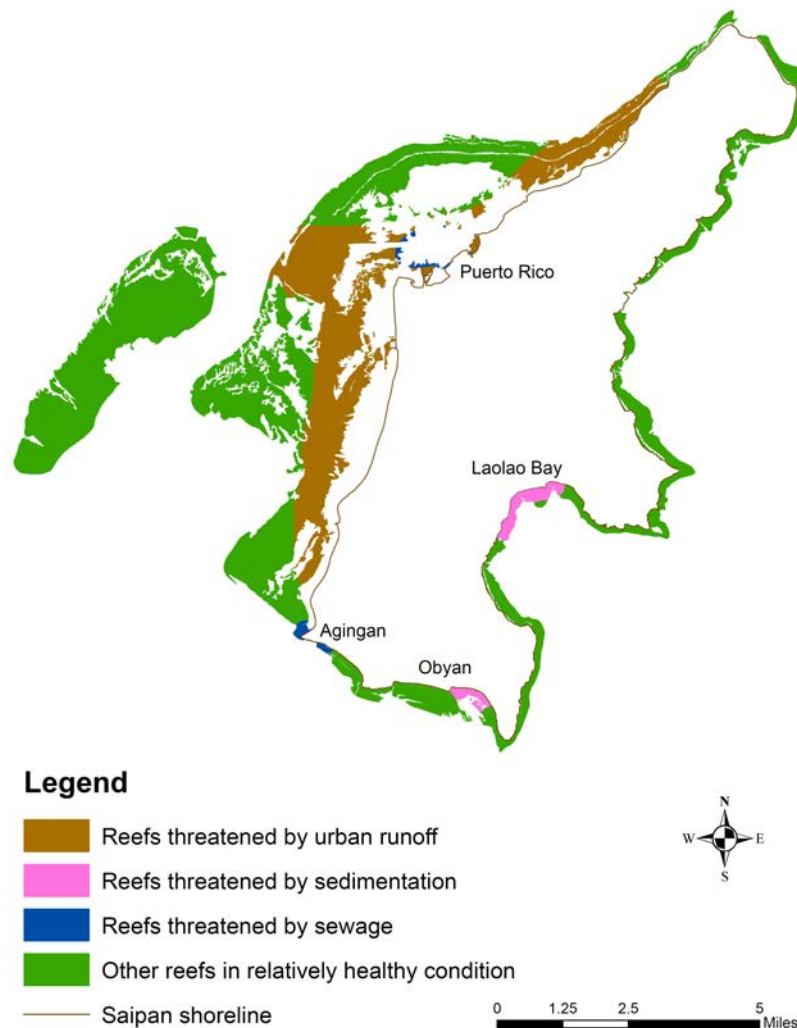 Puerto Rico
Laolao Bay
Agingan
Obyan
Legend
Reefs threatened by urban runoff
Reefs threatened by sedimentation
Reefs threatened by sewage
Other reefs in relatively healthy condition
Saipan shoreline
N
W E
S
0 1.25 2.5 5
Miles